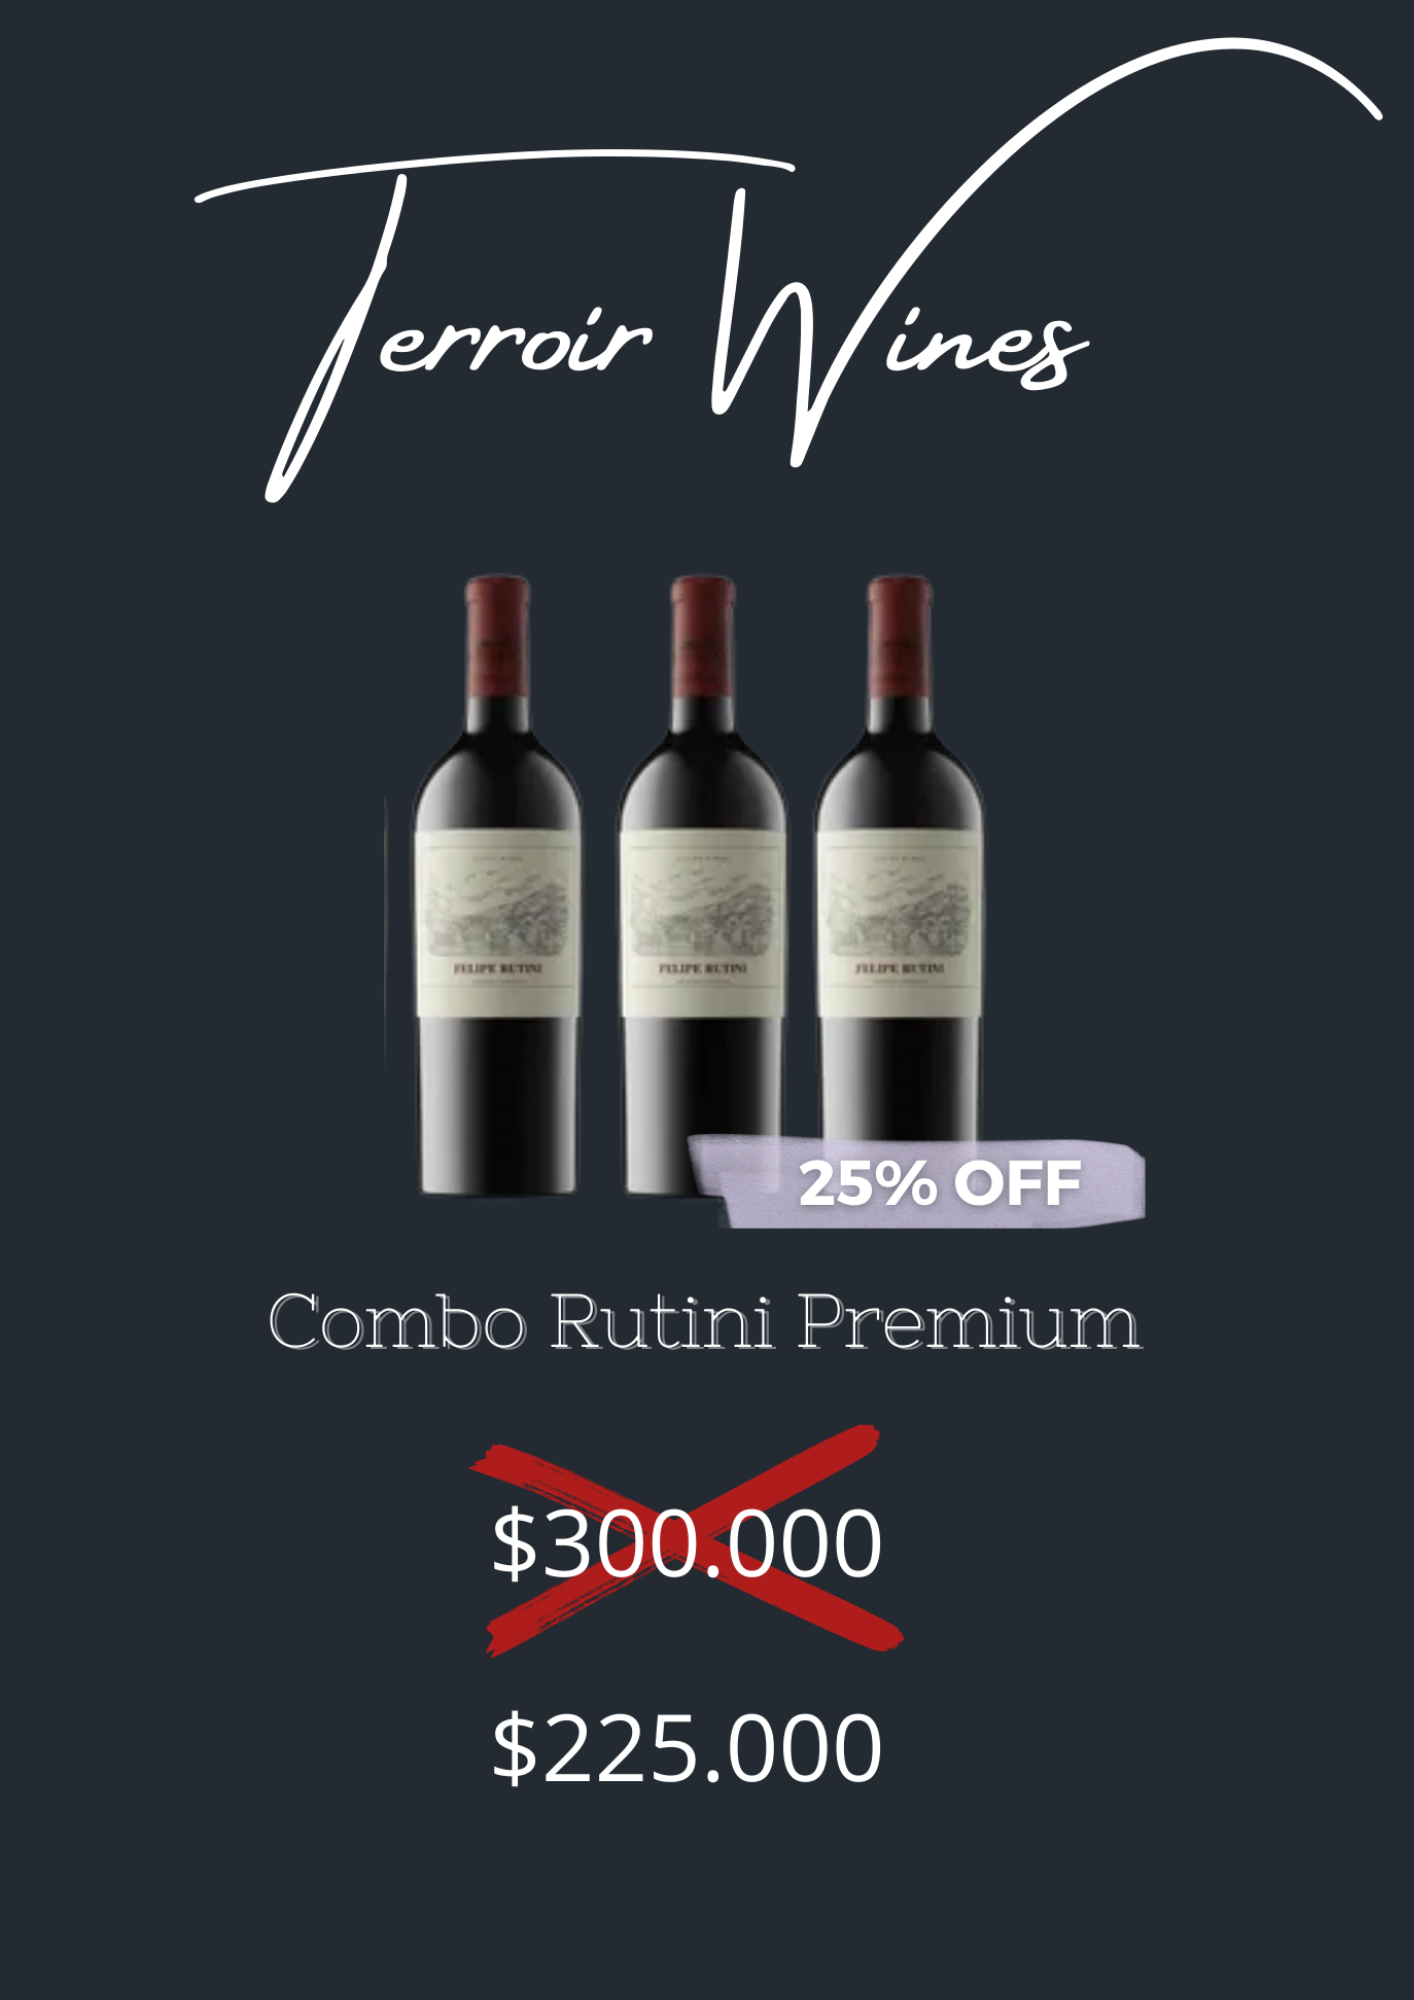 Terroir Wines
FELIPE RUTINI
FELIPE RUTINI
FELIPE RUTINI
25% OFF
Combo Rutini Premium
$300.000
$225.000